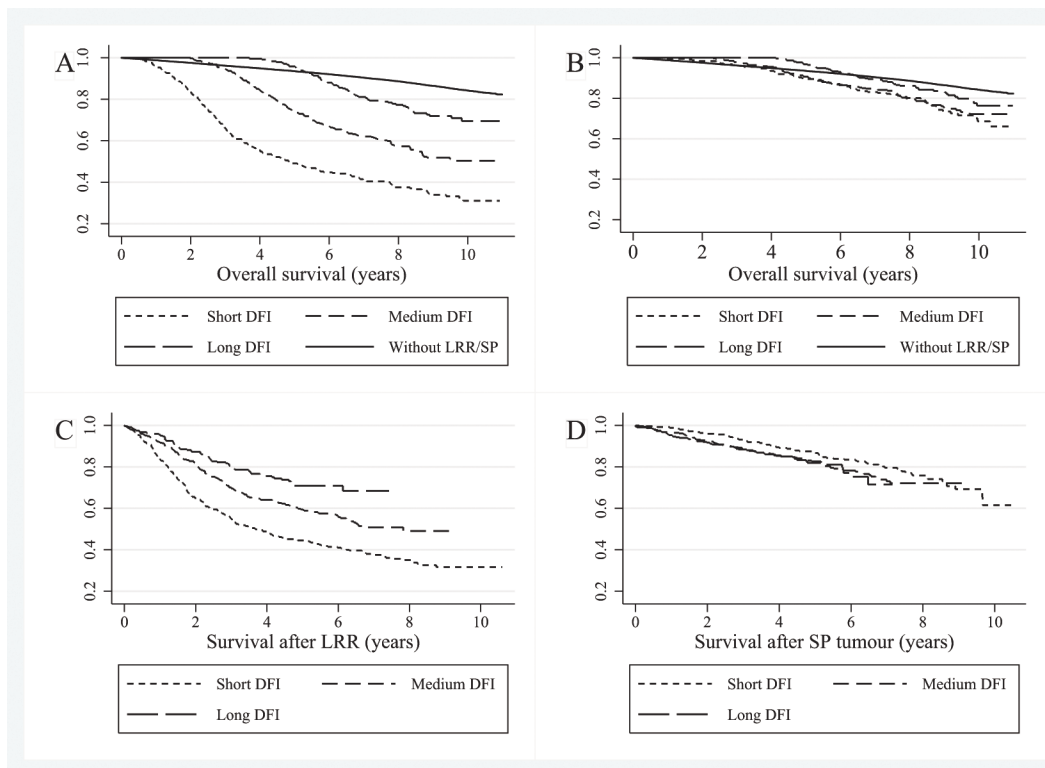 A
1.0
0.8
0.6
0.4
0.2
0 2 4 6 8 10
Overall survival (years)
Short DFI Medium DFI
Long DFI Without LRR/SP
B
1.0
0.8
0.6
0.4
0.2
0 2 4 6 8 10
Overall survival (years)
Short DFI Medium DFI
Long DFI Without LRR/SP
C
1.0
0.8
0.6
0.4
0.2
0 2 4 6 8 10
Survival after LRR (years)
Short DFI Medium DFI
Long DFI
D
1.0
0.8
0.6
0.4
0.2
0 2 4 6 8 10
Survival after SP tumour (years)
Short DFI Medium DFI
Long DFI